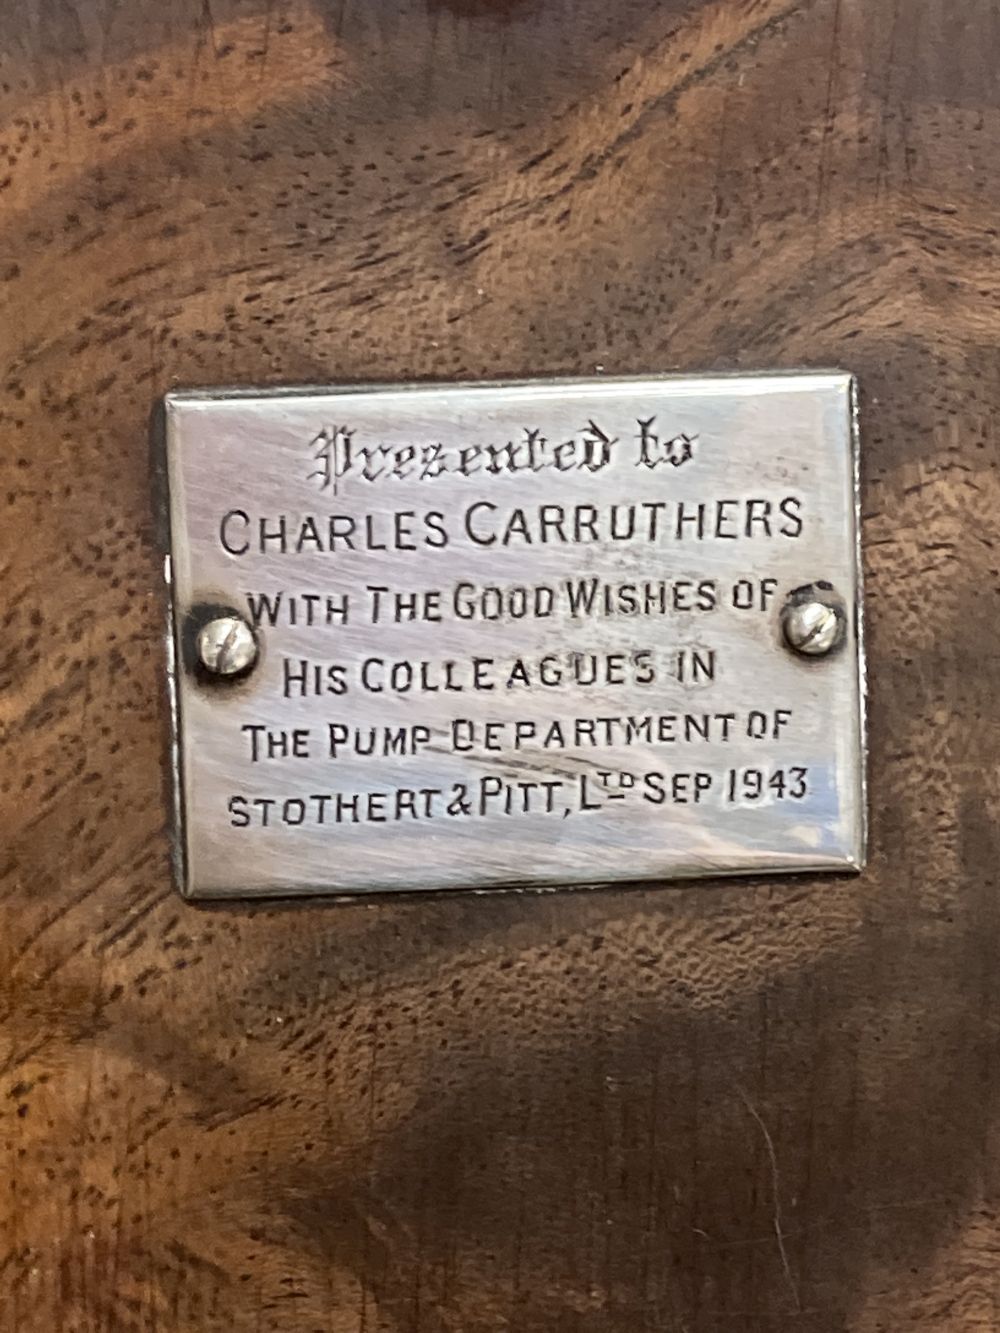 Presented to
CHARLES CARRUTHERS
WITH THE GOOD WISHES OF
HIS COLLEAGUES IN
THE PUMP DEPARTMENT OF
STOTHERT & PITT, LTD SEP 1943